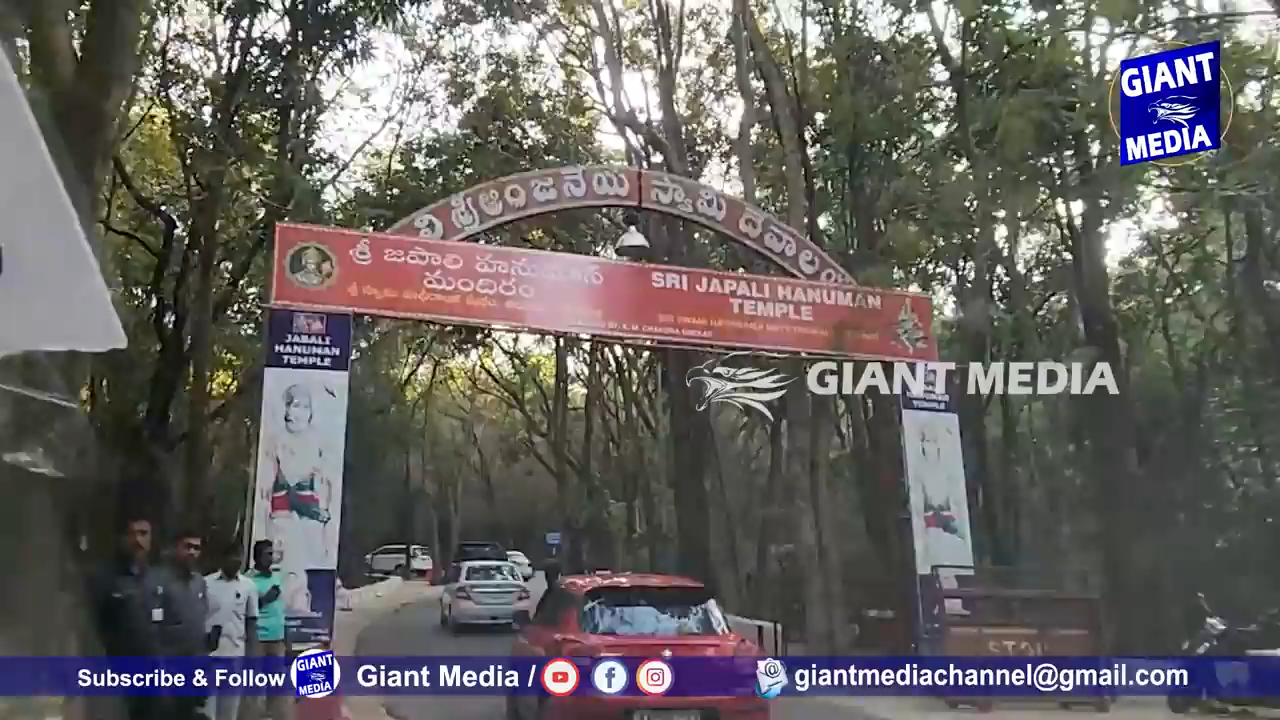 GIANT
MEDIA
ి శ్రీఆంజనేయ స్వామి దేవాలయ
శ్రీ జపాలి హనుమాన్
మందిరం
SRI JAPALI HANUMAN
TEMPLE
JABALI
HANUMAN
TEMPLE
GIANT MEDIA
TEMPLE
STOP
Subscribe & Follow
GIANT
MEDIA
Giant Media /
giantmediachannel@gmail.com